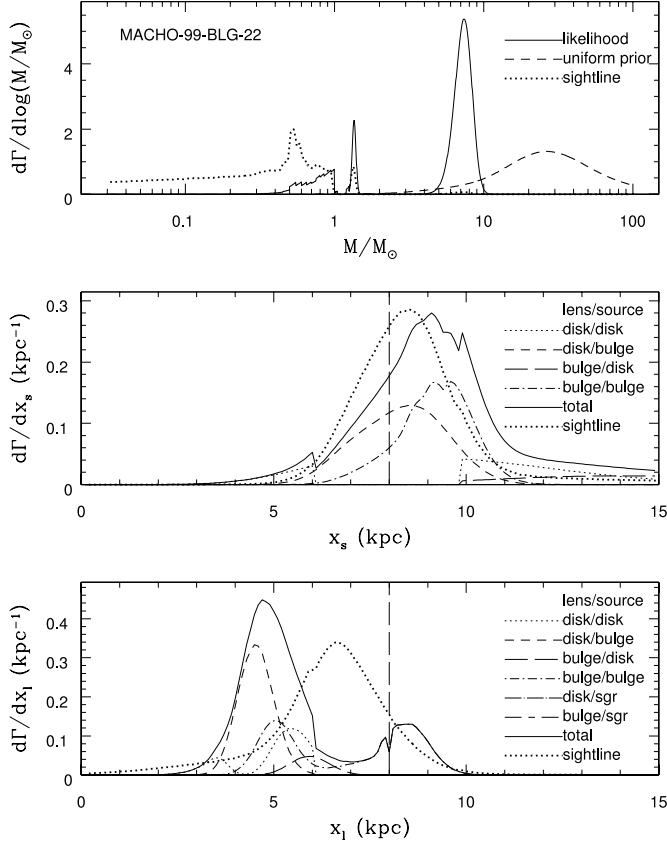 MACHO-99-BLG-22
likelihood
uniform prior
sightline
dΓ/dlog(M/M⊙)
0
2
4
0.1
1
10
100
M/M⊙
lens/source
disk/disk
disk/bulge
bulge/disk
bulge/bulge
total
sightline
dΓ/dxs (kpc⁻¹)
0
0.1
0.2
0.3
0
5
10
15
xs (kpc)
lens/source
disk/disk
disk/bulge
bulge/disk
bulge/bulge
disk/sgr
bulge/sgr
total
sightline
dΓ/dxl (kpc⁻¹)
0
0.2
0.4
0
5
10
15
xl (kpc)